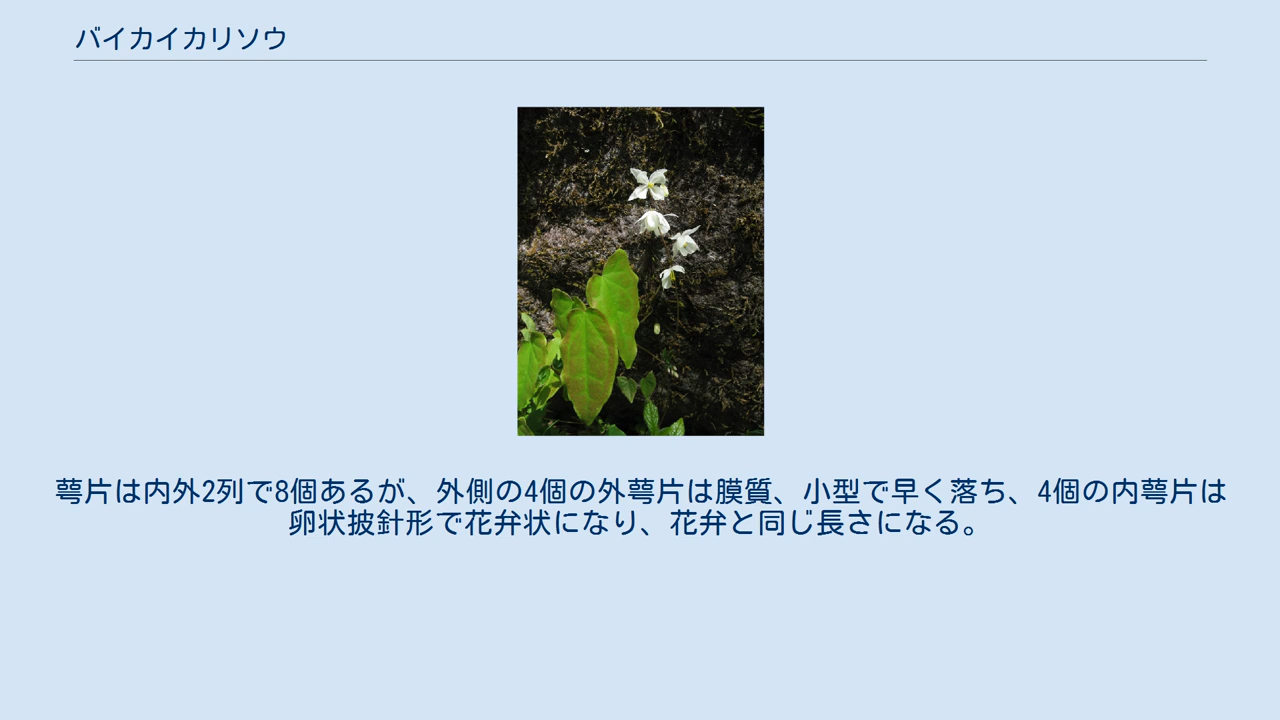 バイカイカリソウ
萼片は内外2列で8個あるが、外側の4個の外萼片は膜質、小型で早く落ち、4個の内萼片は
卵状披針形で花弁状になり、花弁と同じ長さになる。